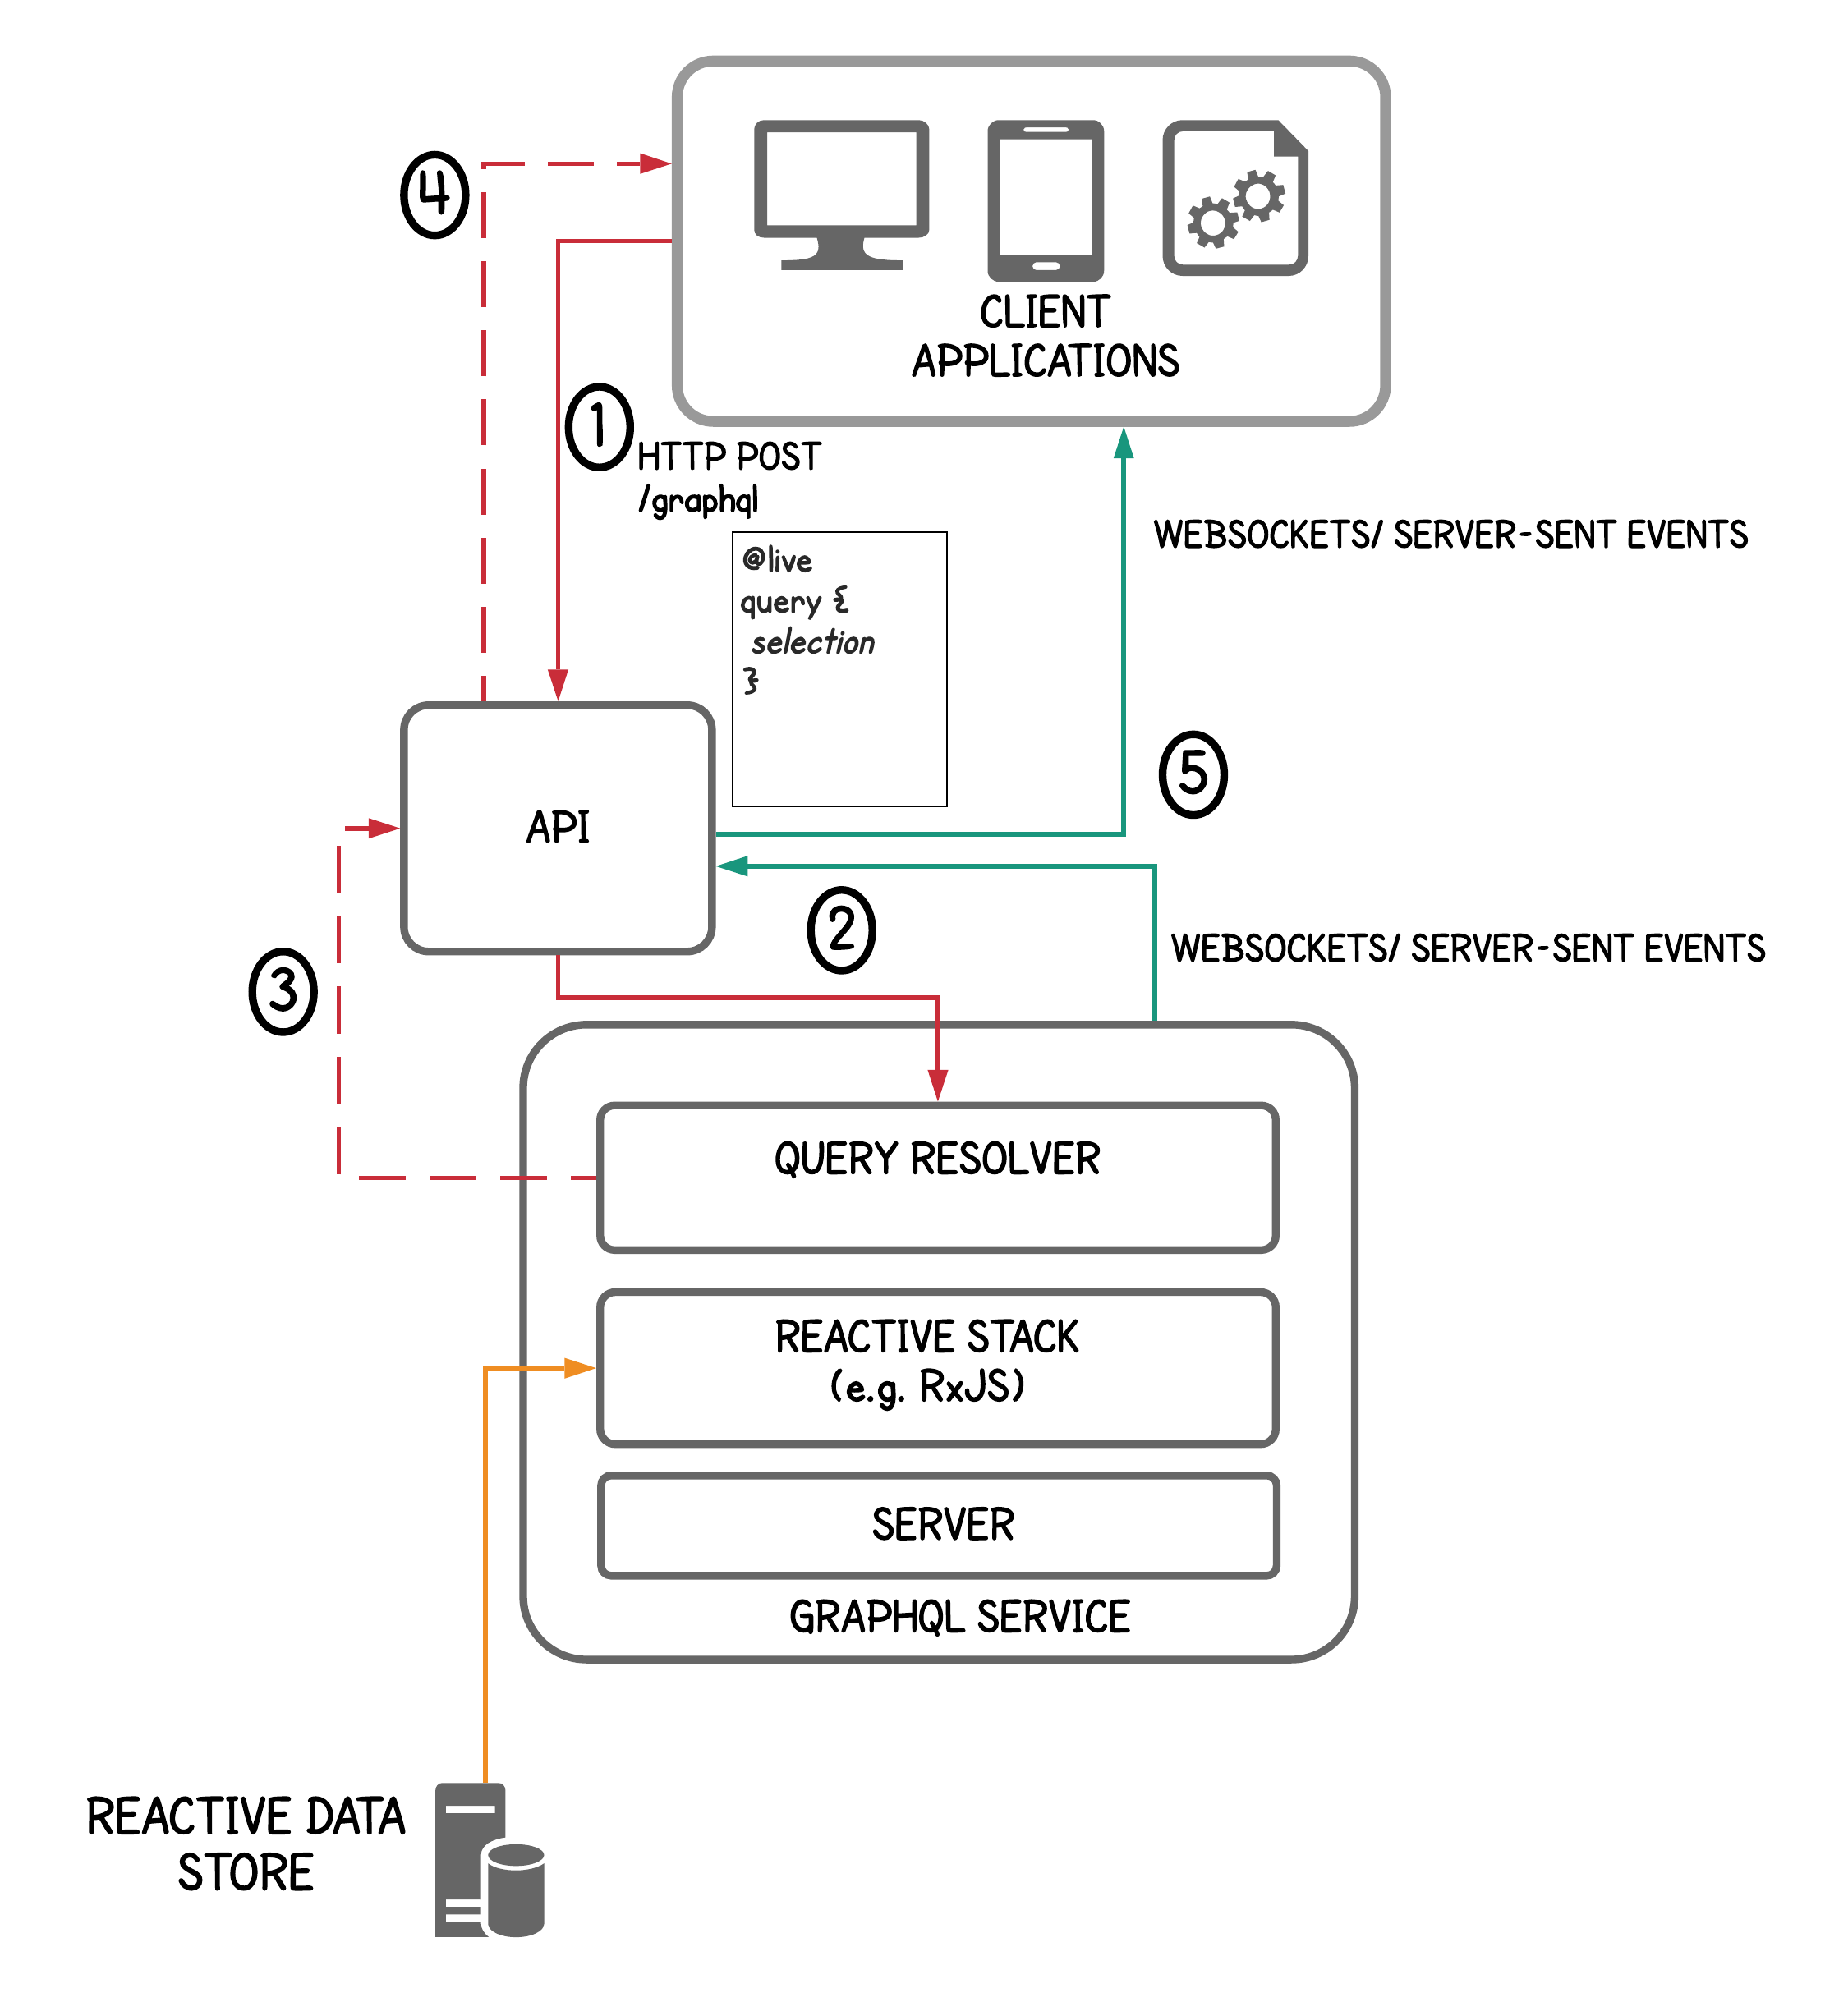 4
CLIENT
APPLICATIONS
1
HTTP POST
/graphql
@live
query {
selection
}
WEBSOCKETS/ SERVER-SENT EVENTS
5
API
2
WEBSOCKETS/ SERVER-SENT EVENTS
3
QUERY RESOLVER
REACTIVE STACK
(e.g. RxJS)
SERVER
GRAPHQL SERVICE
REACTIVE DATA
STORE